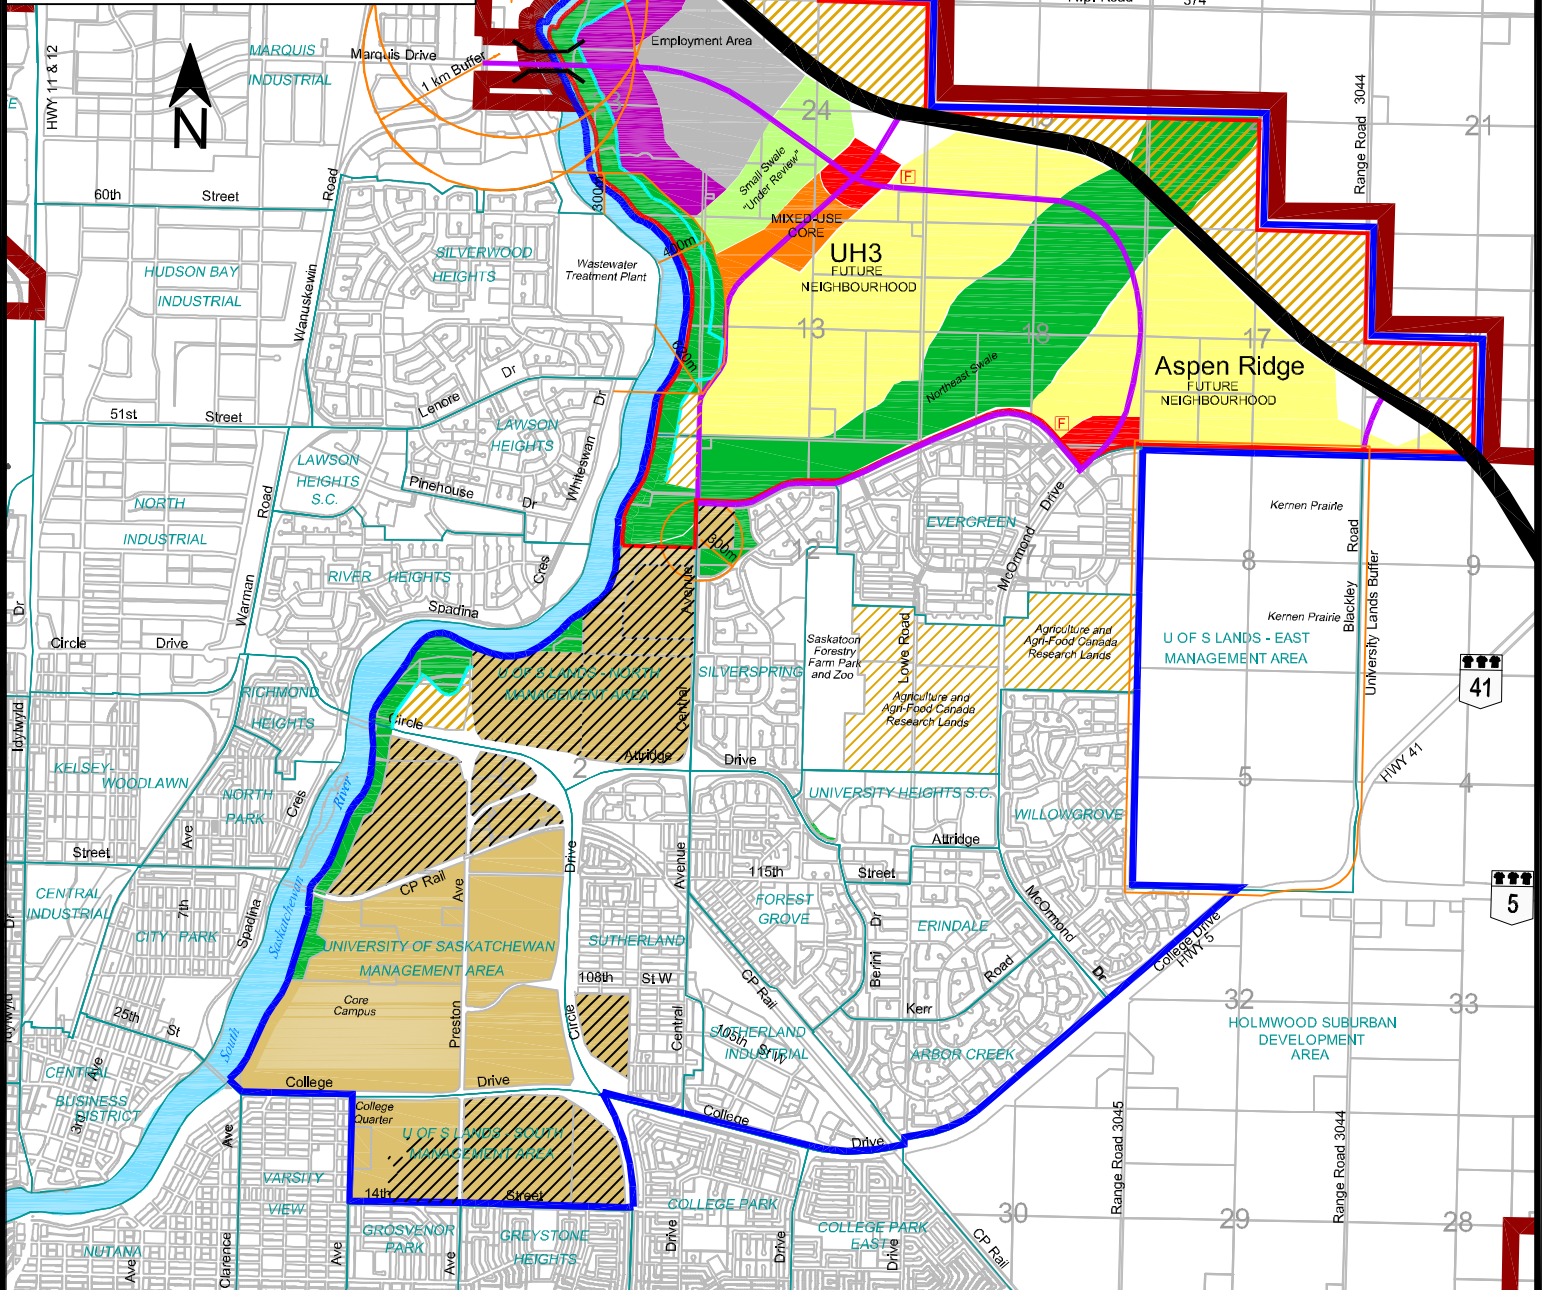 Employment Area
Marquis Drive
1 km Buffer
MARQUIS
INDUSTRIAL
HWY 11 & 12
N
Range Road 3044
24
19
21
Small Swale
"Under Review"
60th Street
Road
300m
400m
F
MIXED-USE
CORE
UH3
FUTURE
NEIGHBOURHOOD
SILVERWOOD
HEIGHTS
Wastewater
Treatment Plant
HUDSON BAY
INDUSTRIAL
Wanuskewin
13
18
17
Northeast Swale
Aspen Ridge
FUTURE
NEIGHBOURHOOD
Lenore Dr
51st Street
LAWSON
HEIGHTS
Whiteswan Dr
F
LAWSON
HEIGHTS
S.C.
Pinehouse Dr
NORTH
INDUSTRIAL
Road
EVERGREEN
McOrmond Drive
Kernen Prairie
12
300m
8
9
Road
RIVER HEIGHTS
Cres
Spadina
Warman
Avenue
Dr
Circle Drive
Kernen Prairie
Blackley
University Lands Buffer
U OF S LANDS - EAST
MANAGEMENT AREA
Agriculture and
Agri-Food Canada
Research Lands
Saskatoon
Forestry
Farm Park
and Zoo
Lowe Road
SILVERSPRING
U OF S LANDS - NORTH
MANAGEMENT AREA
Central
Agriculture and
Agri-Food Canada
Research Lands
41
RICHMOND
HEIGHTS
Circle
Idylwyld
Attridge Drive
2
5
4
HWY 41
KELSEY-
WOODLAWN
NORTH
PARK
Cres
River
UNIVERSITY HEIGHTS S.C.
WILLOWGROVE
Ave
Street
Attridge
Drive
Avenue
115th Street
CP Rail
Ave
CENTRAL
INDUSTRIAL
7th
Saskatchewan
FOREST
GROVE
McOrmond
5
Dr
CITY PARK
Spadina
UNIVERSITY OF SASKATCHEWAN
MANAGEMENT AREA
SUTHERLAND
ERINDALE
Dr
College Drive
HWY 5
Berini
Road
Dr
108th St W
CP Rail
Core
Campus
Kerr
32
33
25th St
Preston
Circle
Central
SUTHERLAND
INDUSTRIAL
105th St W
HOLMWOOD SUBURBAN
DEVELOPMENT
AREA
South
ARBOR CREEK
CENTRAL
BUSINESS
DISTRICT
Ave
3rd
College Drive
College
Quarter
College
Drive
Ave
U OF S LANDS - SOUTH
MANAGEMENT AREA
Range Road 3045
Range Road 3044
VARSITY
VIEW
14th Street
COLLEGE PARK
30
29
28
GROSVENOR
PARK
GREYSTONE
HEIGHTS
COLLEGE PARK
EAST
NUTANA
Ave
Clarence
Ave
Ave
Drive
Drive
Drive
CP Rail